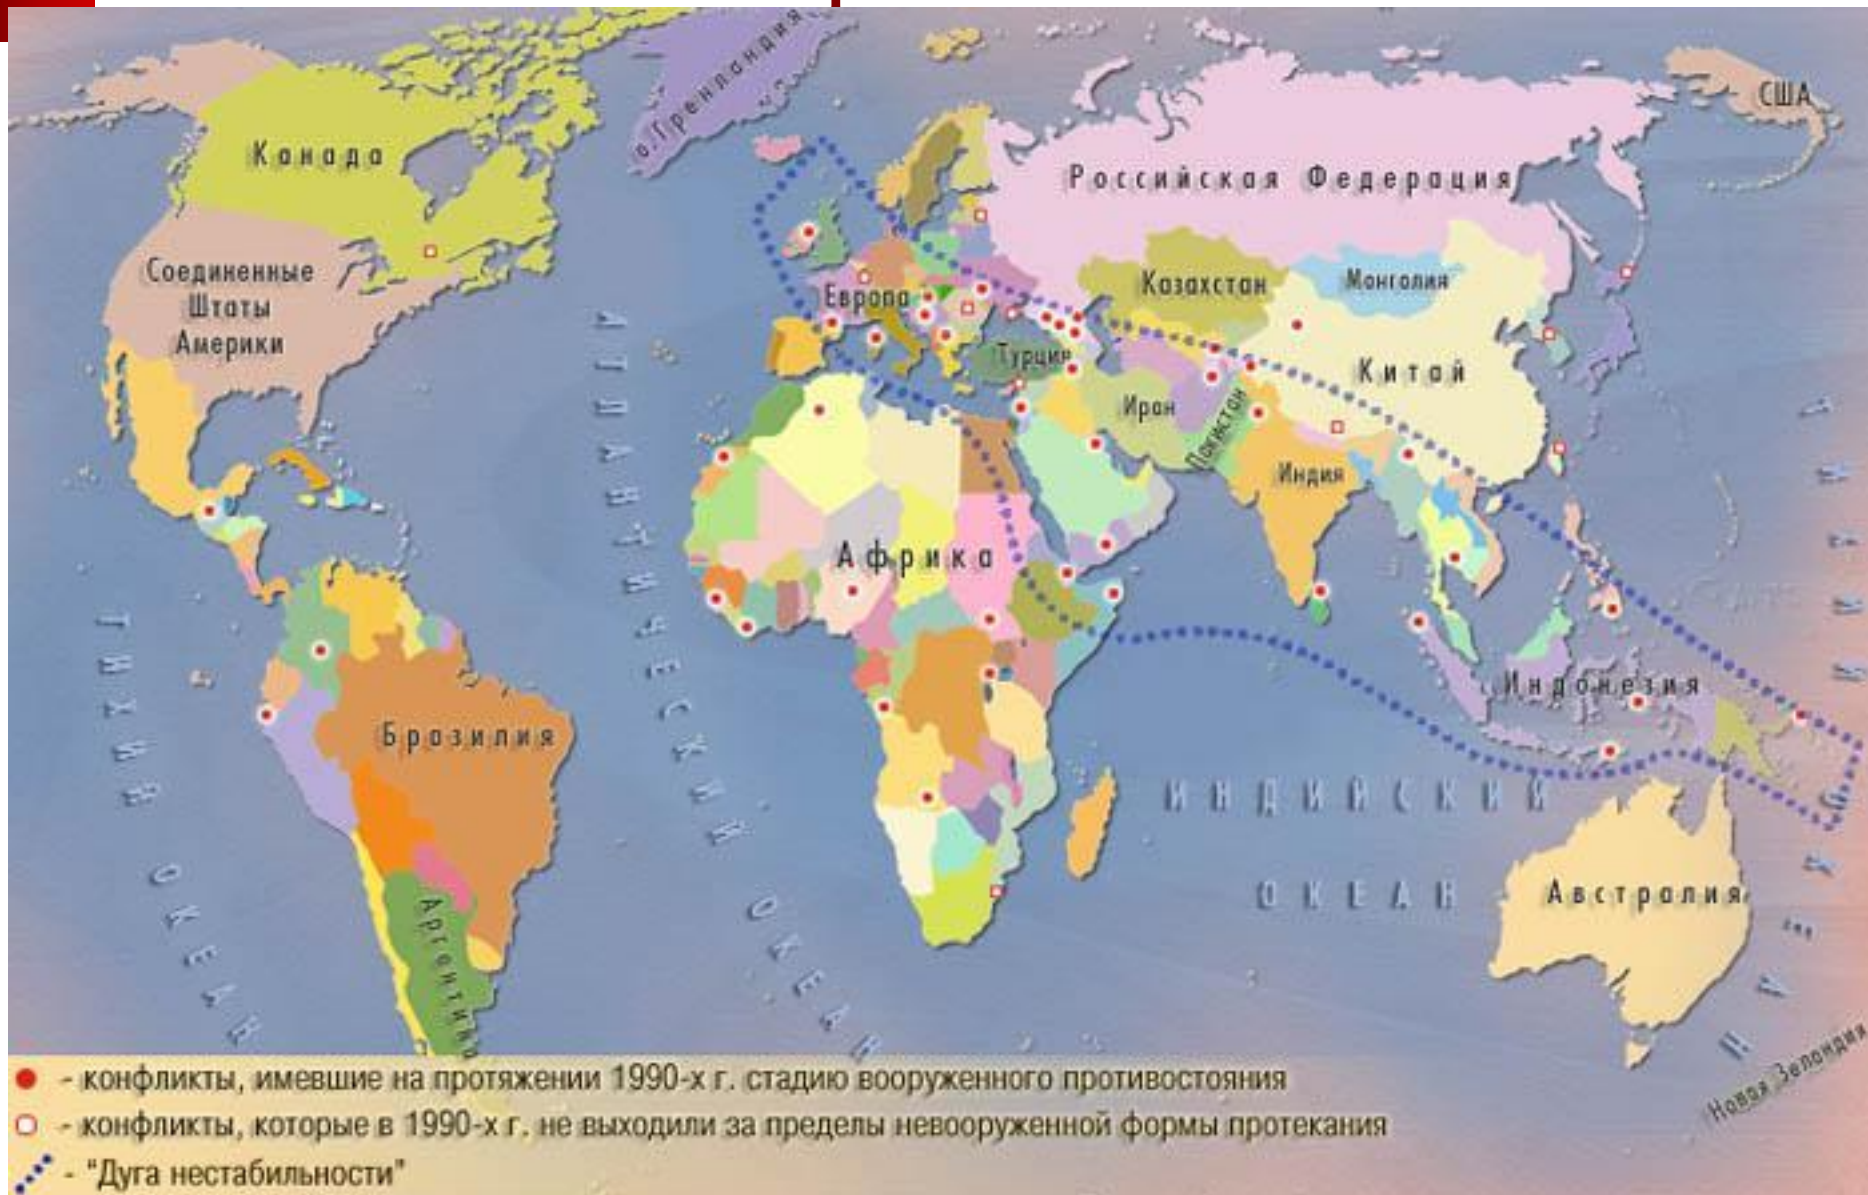 о.Гренландия
США
Канада
Российская Федерация
Соединенные
Штаты
Америки
Европа
Казахстан
Монголия
Турция
Иран
Пакистан
Китай
Индия
Африка
Индонезия
Бразилия
Аргентина
Австралия
Новая Зеландия
АТЛАНТИЧЕСКИЙ ОКЕАН
ТИХИЙ ОКЕАН
ИНДИЙСКИЙ
ОКЕАН
- конфликты, имевшие на протяжении 1990-х г. стадию вооруженного противостояния
- конфликты, которые в 1990-х г. не выходили за пределы невооруженной формы протекания
- “Дуга нестабильности”